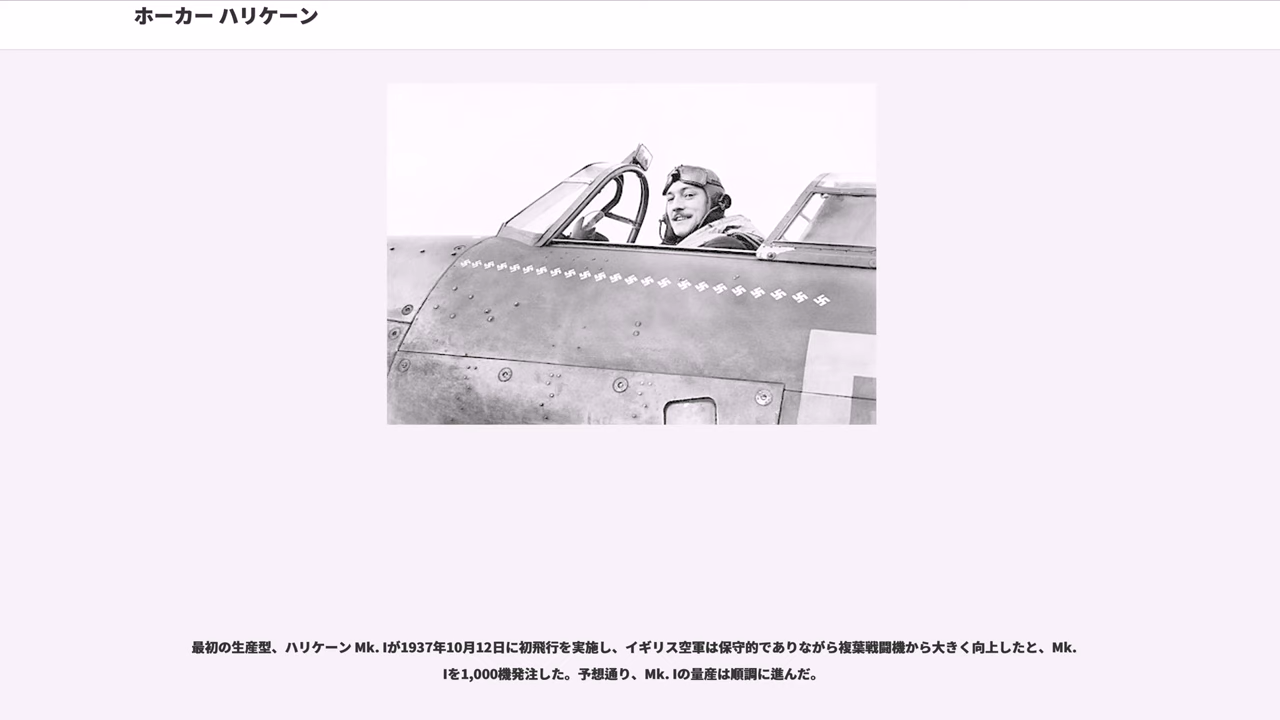 ホーカー ハリケーン
最初の生産型、ハリケーン Mk. Iが1937年10月12日に初飛行を実施し、イギリス空軍は保守的でありながら複葉戦闘機から大きく向上したと、Mk.
Iを1,000機発注した。予想通り、Mk. Iの量産は順調に進んだ。